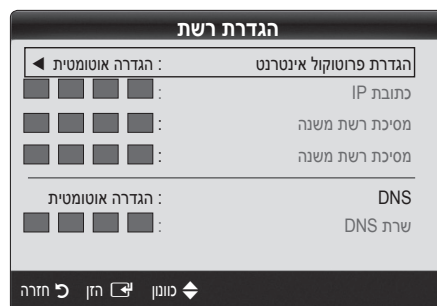 הגדרת רשת
הגדרת פרוטוקול אינטרנט : הגדרה אוטומטית ◀
כתובת IP :
מסיכת רשת משנה :
מסיכת רשת משנה :
DNS : הגדרה אוטומטית
שרת DNS :
כוונון הזן חזרה